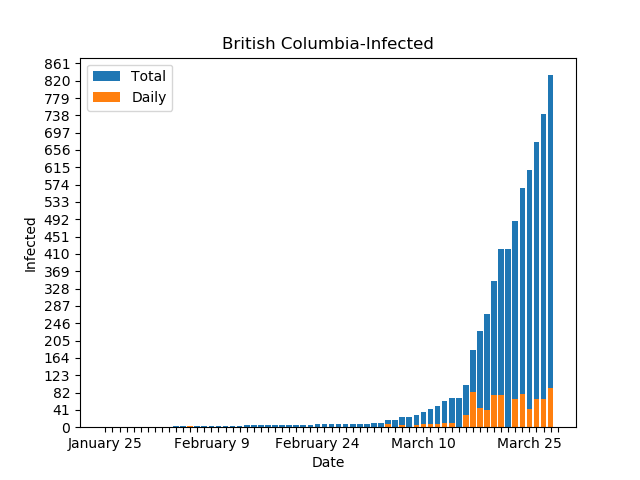 British Columbia-Infected
Total
Daily
861
820
779
738
697
656
615
574
533
492
451
410
369
328
287
246
205
164
123
82
41
0
Infected
January 25
February 9
February 24
March 10
March 25
Date